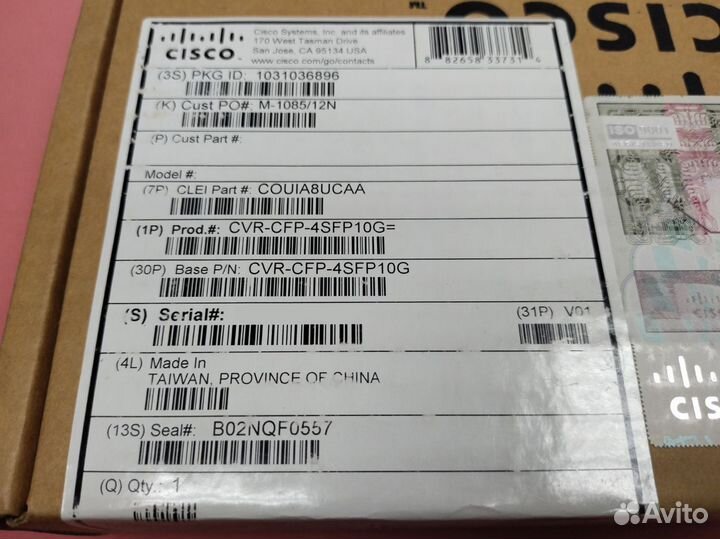 CISCO
Cisco Systems, Inc. and its affiliates
170 West Tasman Drive
San Jose, CA 95134 USA
www.cisco.com/go/contacts
8 82658 33731 4
(3S) PKG ID: 1031036896
(K) Cust PO#: M-1085/12N
(P) Cust Part #:
Model #:
(7P) CLEI Part #: COUIA8UCAA
(1P) Prod.#: CVR-CFP-4SFP10G=
(30P) Base P/N: CVR-CFP-4SFP10G
(S) Serial#:
(31P) V01
(4L) Made In
TAIWAN, PROVINCE OF CHINA
(13S) Seal#: B02NQF0557
(Q) Qty.: 1
CISCO
TM
CIS
Avito